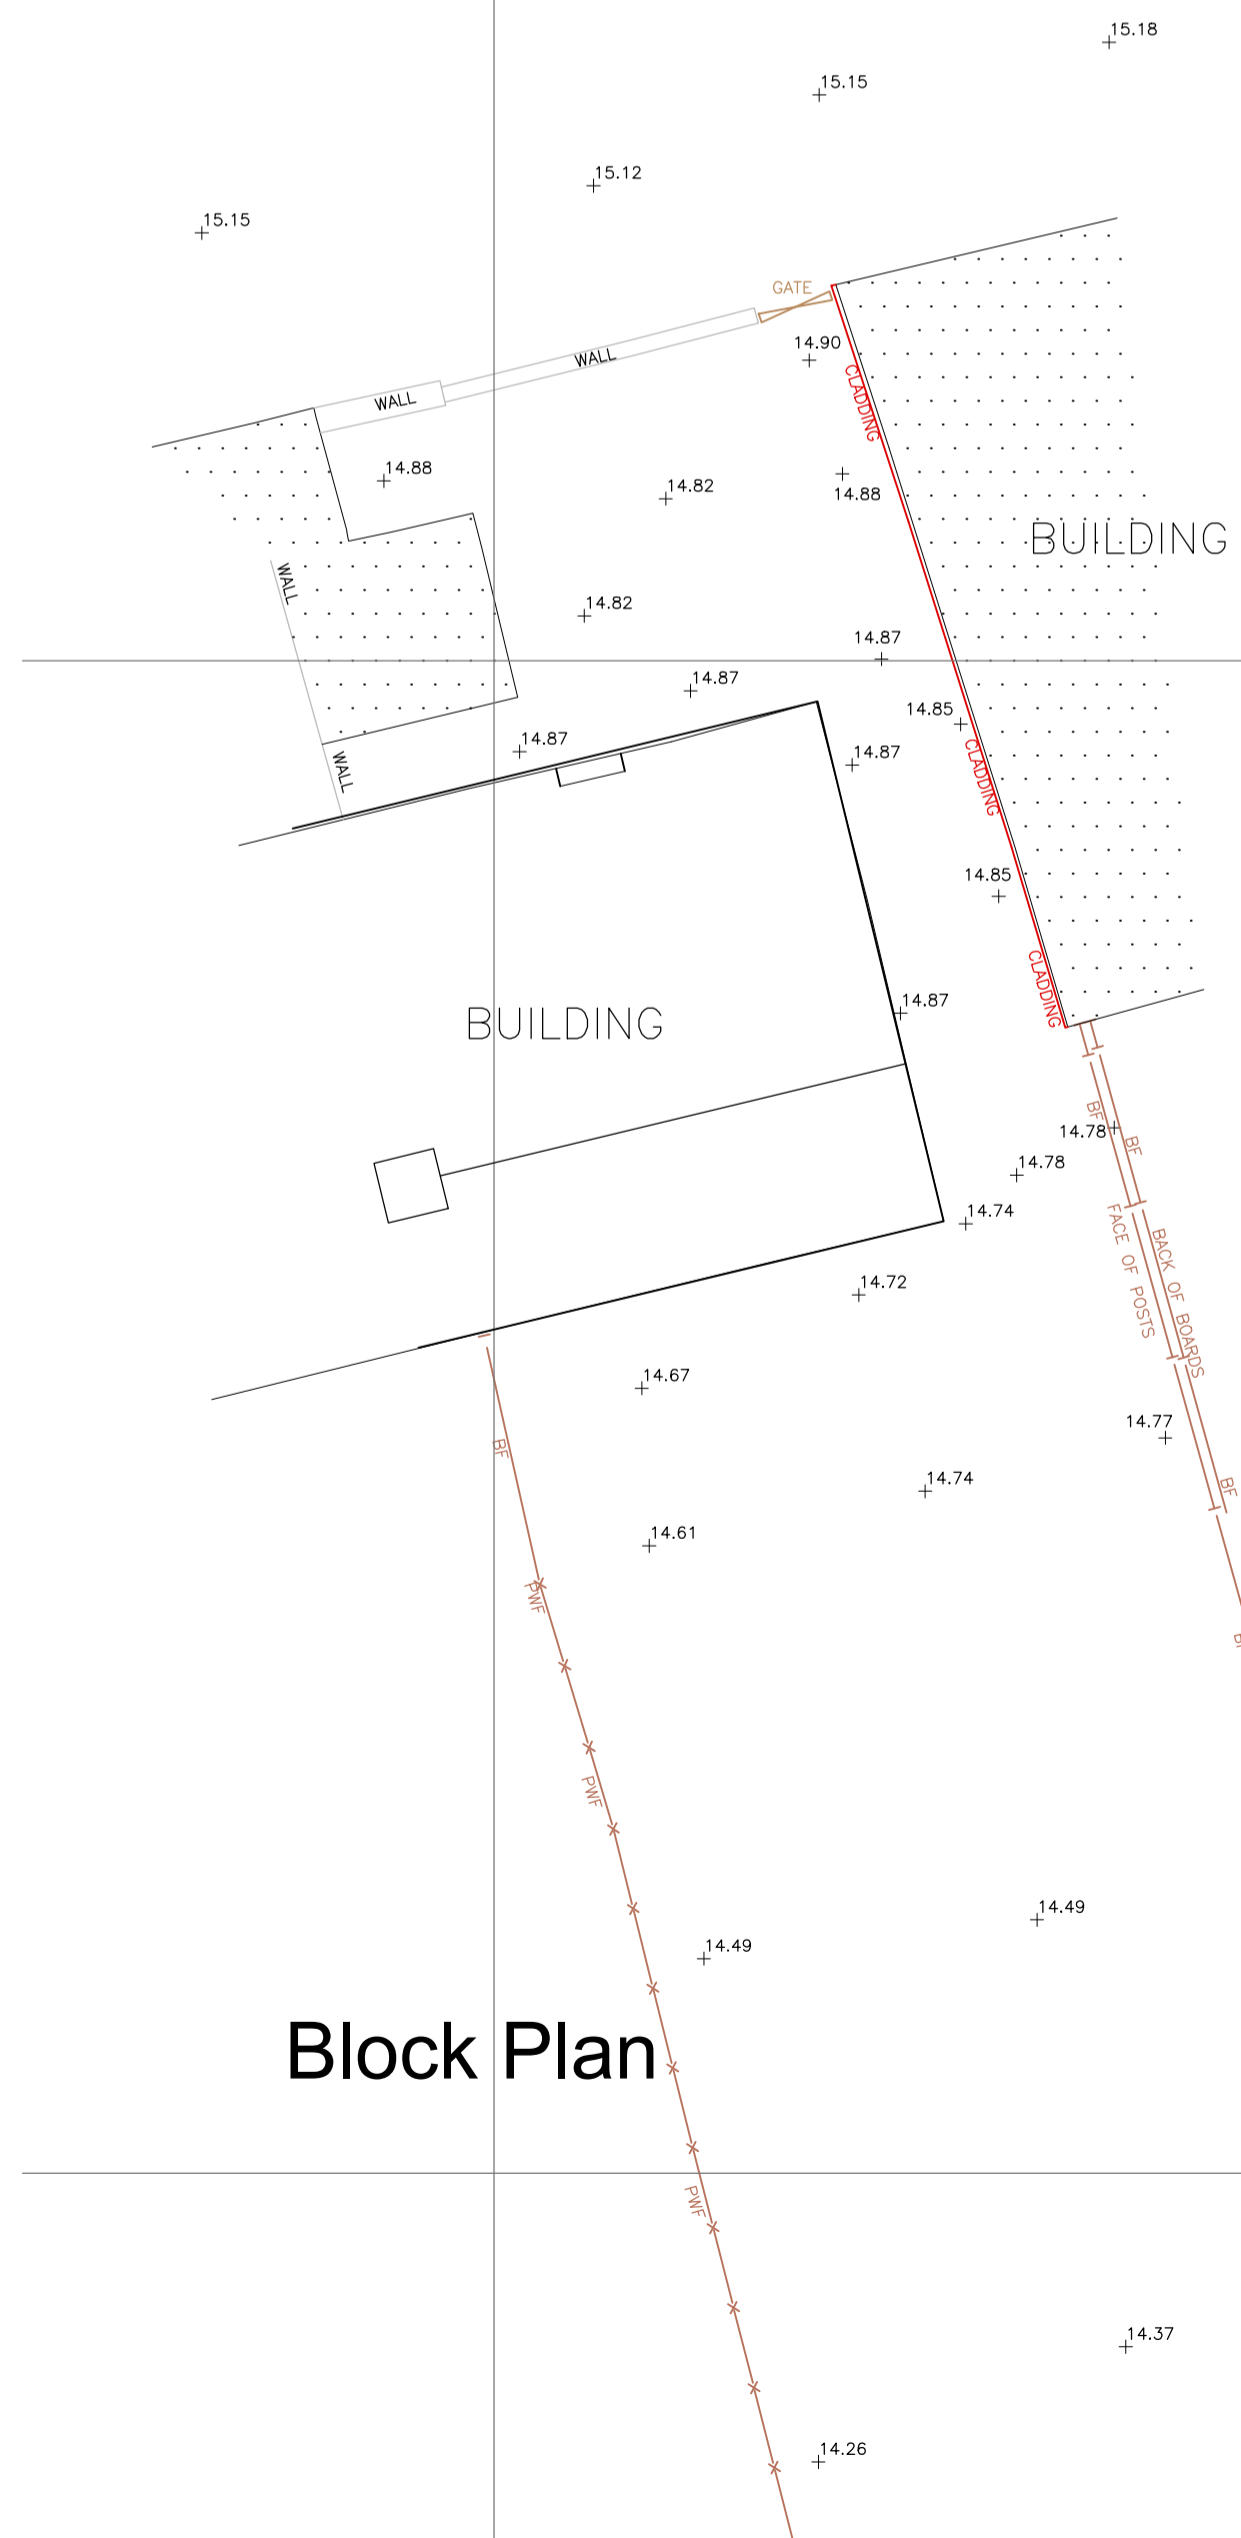 15.18
15.15
15.12
15.15
GATE
14.90
WALL
CLADDING
WALL
14.88
14.82
14.88
BUILDING
WALL
14.82
14.87
14.87
14.85
14.87
14.87
WALL
CLADDING
14.85
CLADDING
14.87
BUILDING
BF
14.78
BF
14.78
14.74
FACE OF POSTS
BACK OF BOARDS
14.72
14.67
14.77
BF
14.74
BF
14.61
PWF
PWF
14.49
14.49
Block Plan
PWF
14.37
14.26